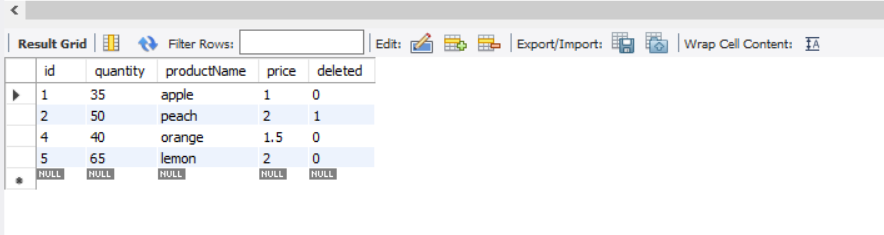 Result Grid Filter Rows: Edit: Export/Import: Wrap Cell Content: IA
id quantity productName price deleted
1 35 apple 1 0
2 50 peach 2 1
4 40 orange 1.5 0
5 65 lemon 2 0
NULL NULL NULL NULL NULL